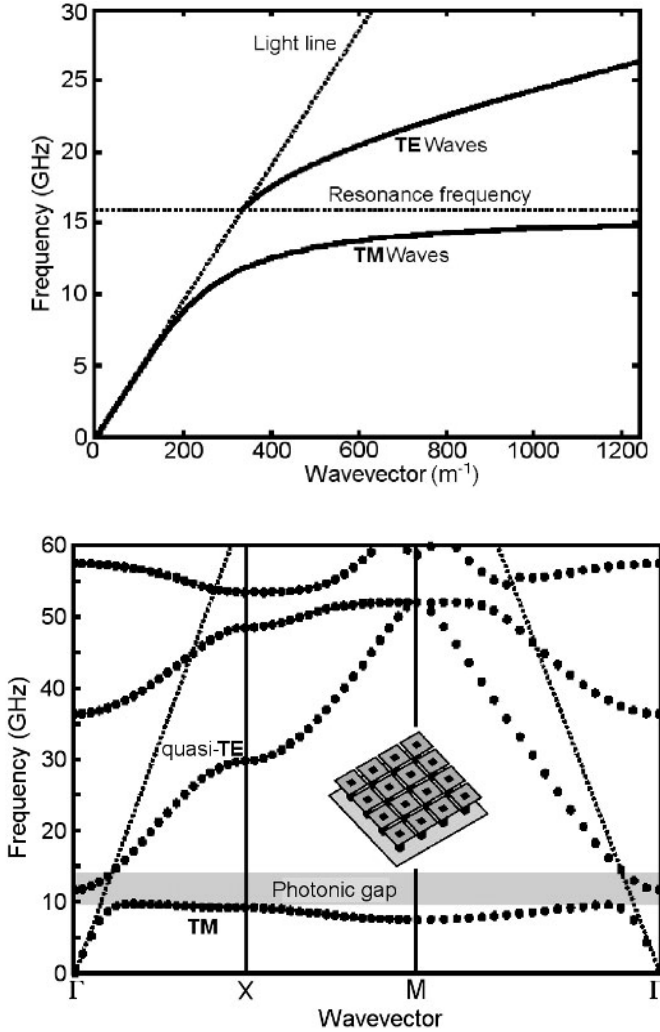 30
25
20
15
10
5
0
Frequency (GHz)
Light line
TE Waves
Resonance frequency
TM Waves
0 200 400 600 800 1000 1200
Wavevector (m⁻¹)
60
50
40
30
20
10
0
Frequency (GHz)
quasi-TE
Photonic gap
TM
Γ X M Γ
Wavevector